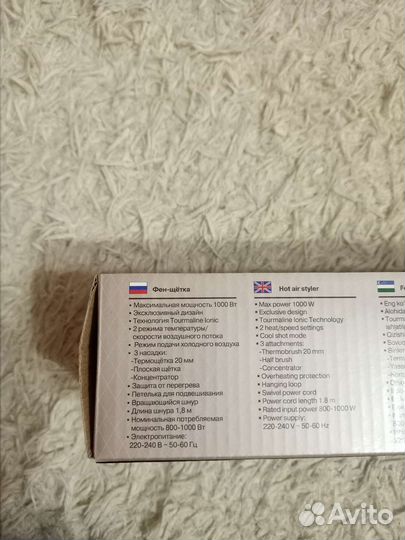 Фен-щётка
• Максимальная мощность 1000 Вт
• Эксклюзивный дизайн
• Технология Tourmaline Ionic
• 2 режима температуры/
скорости воздушного потока
• Режим подачи холодного воздуха
• 3 насадки:
-Термощётка 20 мм
-Плоская щётка
-Концентратор
• Защита от перегрева
• Петелька для подвешивания
• Вращающийся шнур
• Длина шнура 1,8 м
• Номинальная потребляемая
мощность 800-1000 Вт
• Электропитание:
220-240 В ~ 50-60 Гц
Hot air styler
• Max power 1000 W
• Exclusive design
• Tourmaline Ionic Technology
• 2 heat/speed settings
• Cool shot mode
• 3 attachments:
-Thermobrush 20 mm
-Half brush
-Concentrator
• Overheating protection
• Hanging loop
• Swivel power cord
• Power cord length 1.8 m
• Rated input power 800-1000 W
• Power supply:
220-240 V ~ 50-60 Hz
Avito